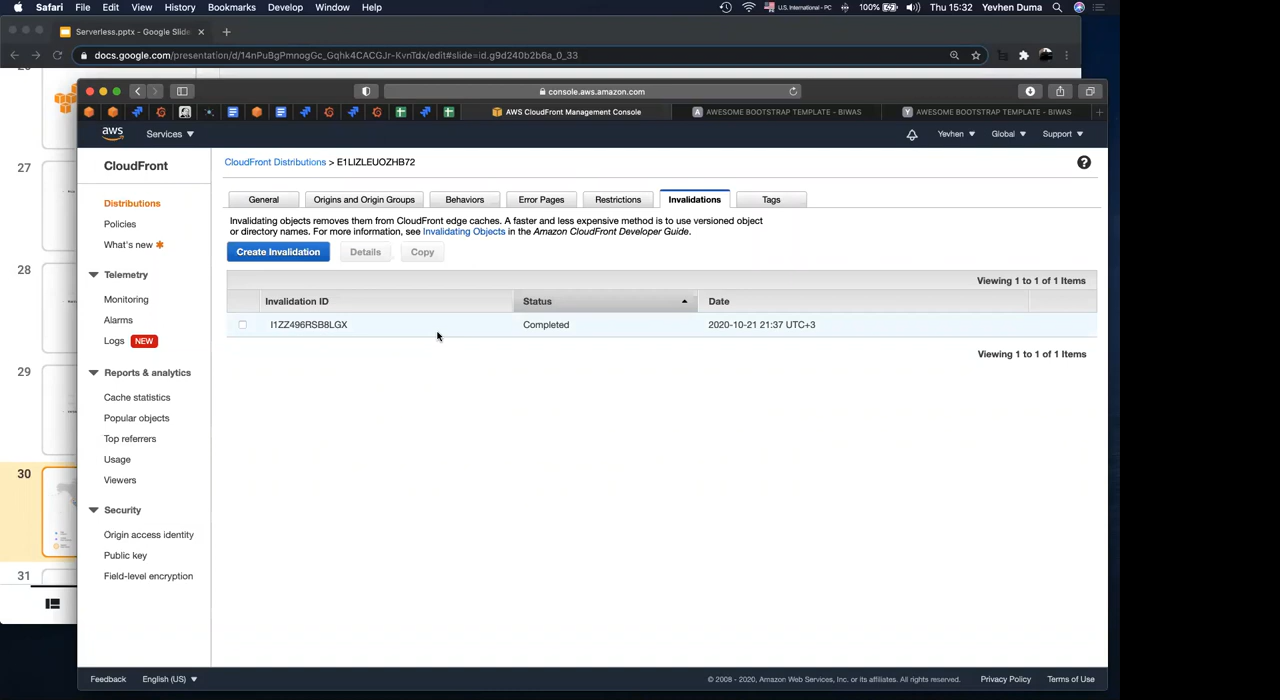 Safari File Edit View History Bookmarks Develop Window Help
U.S. International - PC 100% Thu 15:32 Yevhen Duma
Serverless.pptx - Google Slide
docs.google.com/presentation/d/14nPuBgPmnogGc_Gqhk4CACGJr-KvnTdx/edit#slide=id.g9d240b2b6a_0_33
console.aws.amazon.com
AWS CloudFront Management Console
A AWESOME BOOTSTRAP TEMPLATE - BIWAS
Y AWESOME BOOTSTRAP TEMPLATE - BIWAS
aws Services Yevhen Global Support
27
28
29
30
31
CloudFront
Distributions
Policies
What's new
Telemetry
Monitoring
Alarms
Logs NEW
Reports & analytics
Cache statistics
Popular objects
Top referrers
Usage
Viewers
Security
Origin access identity
Public key
Field-level encryption
CloudFront Distributions > E1LIZLEUOZHB72
General Origins and Origin Groups Behaviors Error Pages Restrictions Invalidations Tags
Invalidating objects removes them from CloudFront edge caches. A faster and less expensive method is to use versioned object
or directory names. For more information, see Invalidating Objects in the Amazon CloudFront Developer Guide.
Create Invalidation Details Copy
Viewing 1 to 1 of 1 Items
Invalidation ID Status Date
I1ZZ496RSB8LGX Completed 2020-10-21 21:37 UTC+3
Viewing 1 to 1 of 1 Items
Feedback English (US) © 2008 - 2020, Amazon Web Services, Inc. or its affiliates. All rights reserved. Privacy Policy Terms of Use